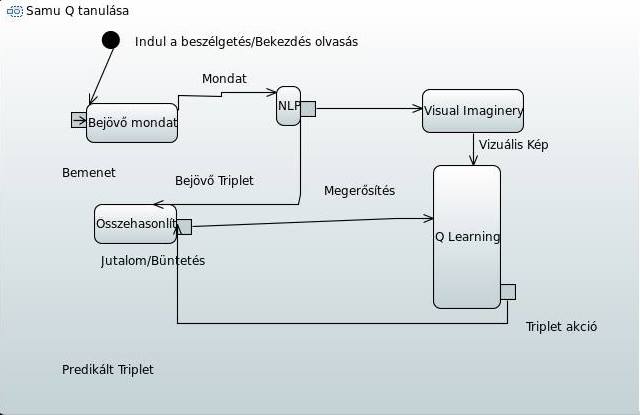 Samu Q tanulása
Indul a beszélgetés/Bekezdés olvasás
Mondat
NLP
Visual Imaginery
Bejövő mondat
Vizuális Kép
Bemenet
Bejövő Triplet
Megerősítés
Osszehasonlít
Q Learning
Jutalom/Büntetés
Triplet akció
Predikált Triplet